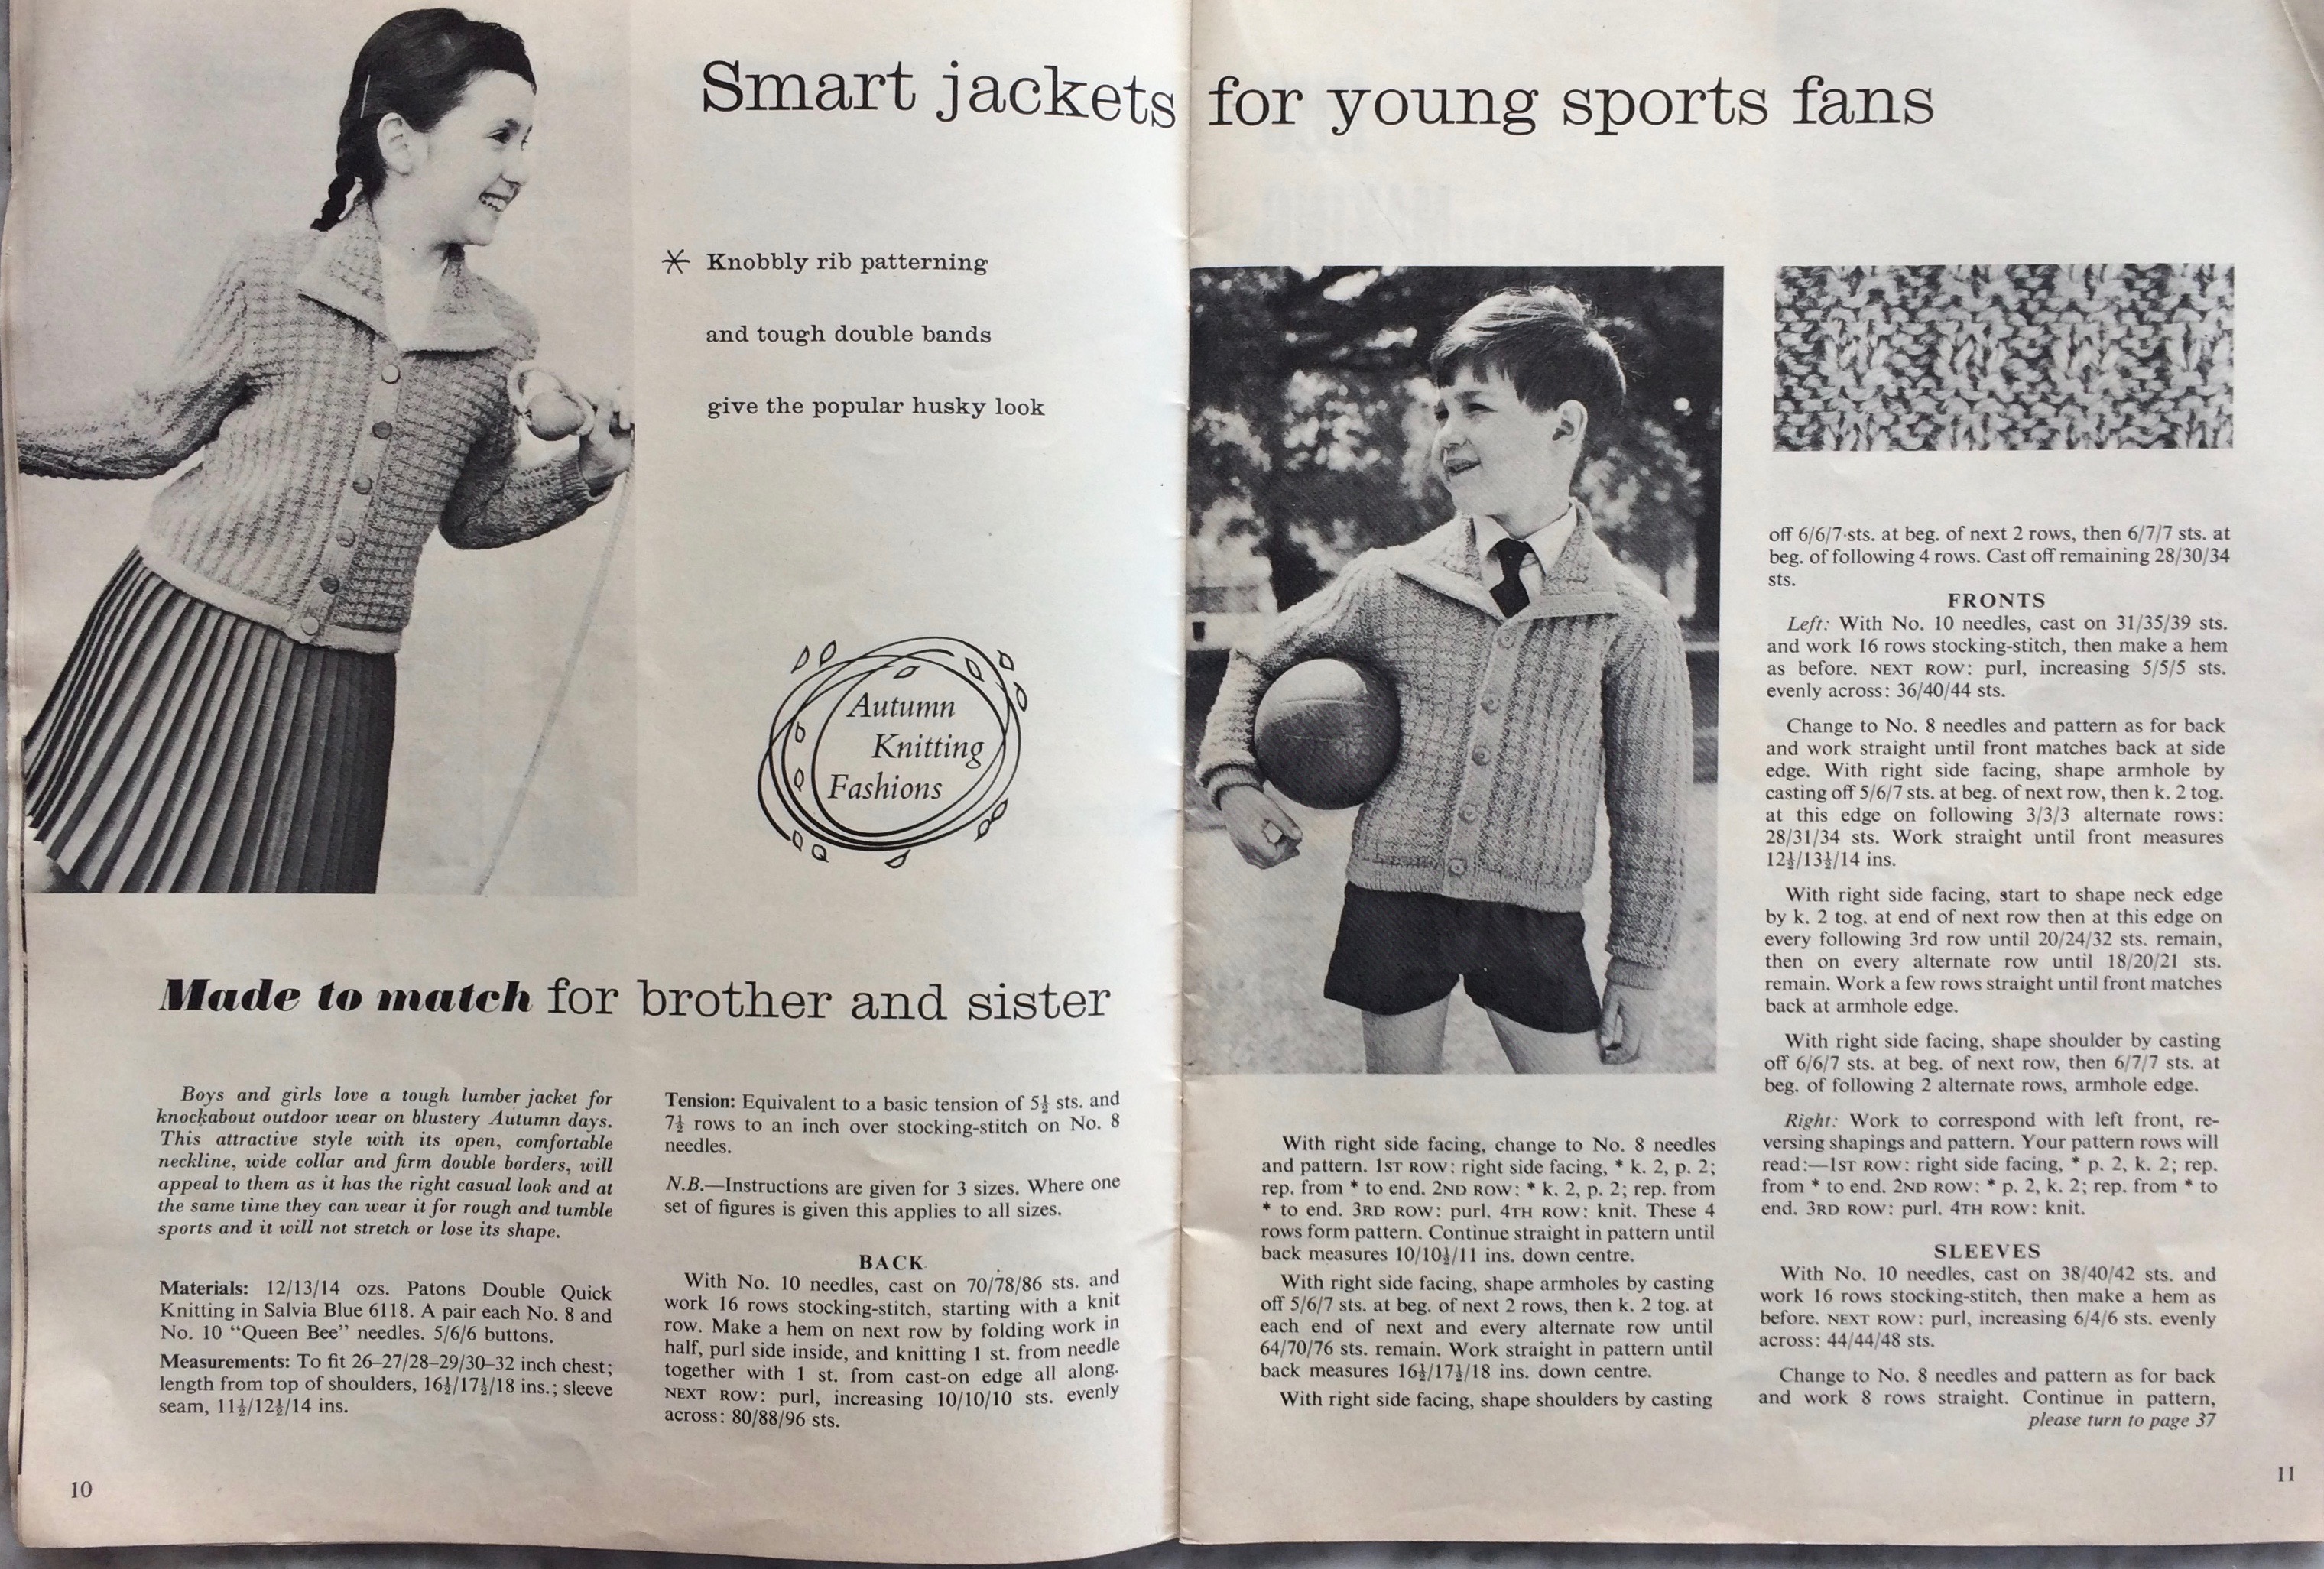 Smart jackets for young sports fans
* Knobbly rib patterning
and tough double bands
give the popular husky look
Autumn
Knitting
Fashions
Made to match for brother and sister
Boys and girls love a tough lumber jacket for
knockabout outdoor wear on blustery Autumn days.
This attractive style with its open, comfortable
neckline, wide collar and firm double borders, will
appeal to them as it has the right casual look and at
the same time they can wear it for rough and tumble
sports and it will not stretch or lose its shape.
Materials: 12/13/14 ozs. Patons Double Quick
Knitting in Salvia Blue 6118. A pair each No. 8 and
No. 10 "Queen Bee" needles. 5/6/6 buttons.
Measurements: To fit 26–27/28–29/30–32 inch chest;
length from top of shoulders, 16½/17½/18 ins.; sleeve
seam, 11½/12½/14 ins.
10
Tension: Equivalent to a basic tension of 5½ sts. and
7½ rows to an inch over stocking-stitch on No. 8
needles.
N.B.—Instructions are given for 3 sizes. Where one
set of figures is given this applies to all sizes.
BACK
With No. 10 needles, cast on 70/78/86 sts. and
work 16 rows stocking-stitch, starting with a knit
row. Make a hem on next row by folding work in
half, purl side inside, and knitting 1 st. from needle
together with 1 st. from cast-on edge all along.
NEXT ROW: purl, increasing 10/10/10 sts. evenly
across: 80/88/96 sts.
With right side facing, change to No. 8 needles
and pattern. 1ST ROW: right side facing, * k. 2, p. 2;
rep. from * to end. 2ND ROW: * k. 2, p. 2; rep. from
* to end. 3RD ROW: purl. 4TH ROW: knit. These 4
rows form pattern. Continue straight in pattern until
back measures 10/10½/11 ins. down centre.
With right side facing, shape armholes by casting
off 5/6/7 sts. at beg. of next 2 rows, then k. 2 tog. at
each end of next and every alternate row until
64/70/76 sts. remain. Work straight in pattern until
back measures 16½/17½/18 ins. down centre.
With right side facing, shape shoulders by casting
off 6/6/7 sts. at beg. of next 2 rows, then 6/7/7 sts. at
beg. of following 4 rows. Cast off remaining 28/30/34
sts.
FRONTS
Left: With No. 10 needles, cast on 31/35/39 sts.
and work 16 rows stocking-stitch, then make a hem
as before. NEXT ROW: purl, increasing 5/5/5 sts.
evenly across: 36/40/44 sts.
Change to No. 8 needles and pattern as for back
and work straight until front matches back at side
edge. With right side facing, shape armhole by
casting off 5/6/7 sts. at beg. of next row, then k. 2 tog.
at this edge on following 3/3/3 alternate rows:
28/31/34 sts. Work straight until front measures
12½/13½/14 ins.
With right side facing, start to shape neck edge
by k. 2 tog. at end of next row then at this edge on
every following 3rd row until 20/24/32 sts. remain,
then on every alternate row until 18/20/21 sts.
remain. Work a few rows straight until front matches
back at armhole edge.
With right side facing, shape shoulder by casting
off 6/6/7 sts. at beg. of next row, then 6/7/7 sts. at
beg. of following 2 alternate rows, armhole edge.
Right: Work to correspond with left front, re-
versing shapings and pattern. Your pattern rows will
read:—1ST ROW: right side facing, * p. 2, k. 2; rep.
from * to end. 2ND ROW: * p. 2, k. 2; rep. from * to
end. 3RD ROW: purl. 4TH ROW: knit.
SLEEVES
With No. 10 needles, cast on 38/40/42 sts. and
work 16 rows stocking-stitch, then make a hem as
before. NEXT ROW: purl, increasing 6/4/6 sts. evenly
across: 44/44/48 sts.
Change to No. 8 needles and pattern as for back
and work 8 rows straight. Continue in pattern,
please turn to page 37
11